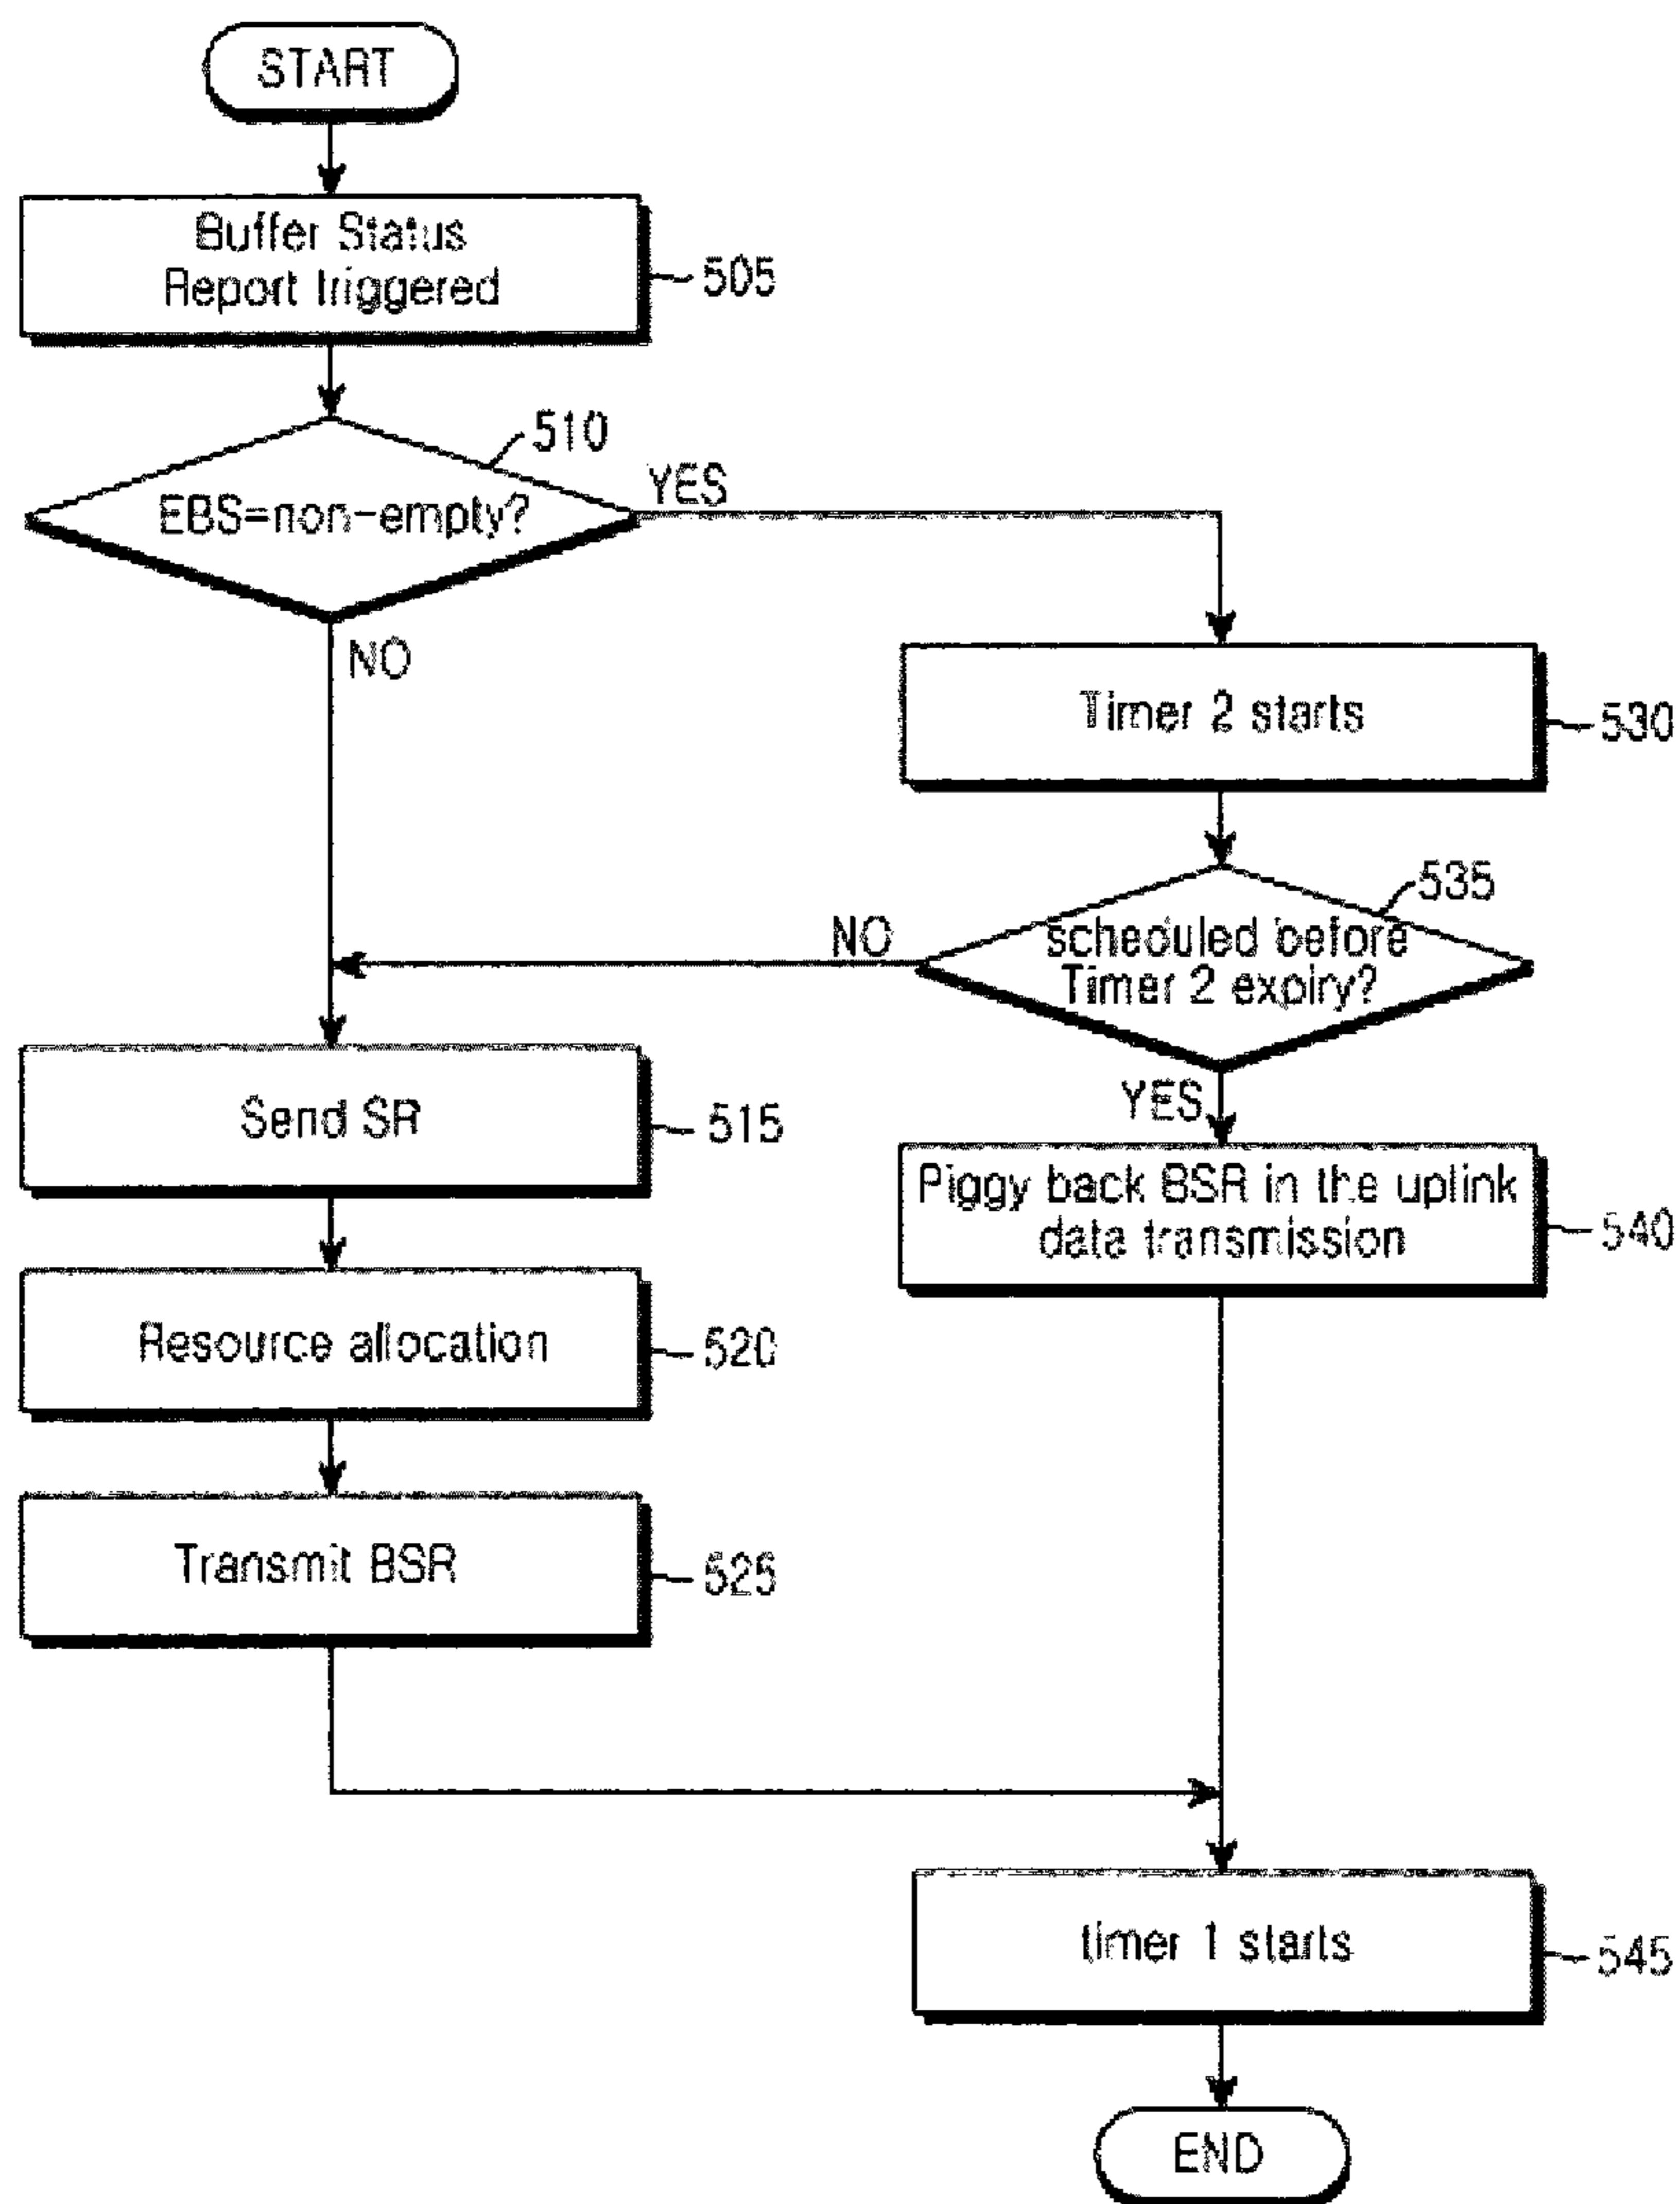 START
Buffer Status
Report triggered
505
510
EBS=non-empty?
YES
NO
Timer 2 starts
530
535
scheduled before
Timer 2 expiry?
NO
YES
Send SR
515
Piggy back BSR in the uplink
data transmission
540
Resource allocation
520
Transmit BSR
525
timer 1 starts
545
END